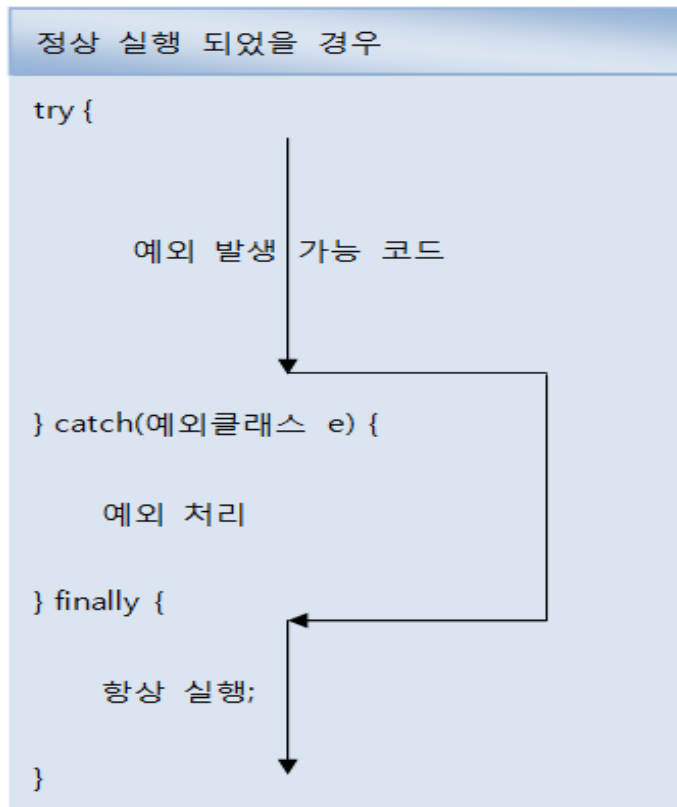 정상 실행 되었을 경우
try {
예외 발생 가능 코드
} catch(예외클래스 e) {
예외 처리
} finally {
항상 실행;
}